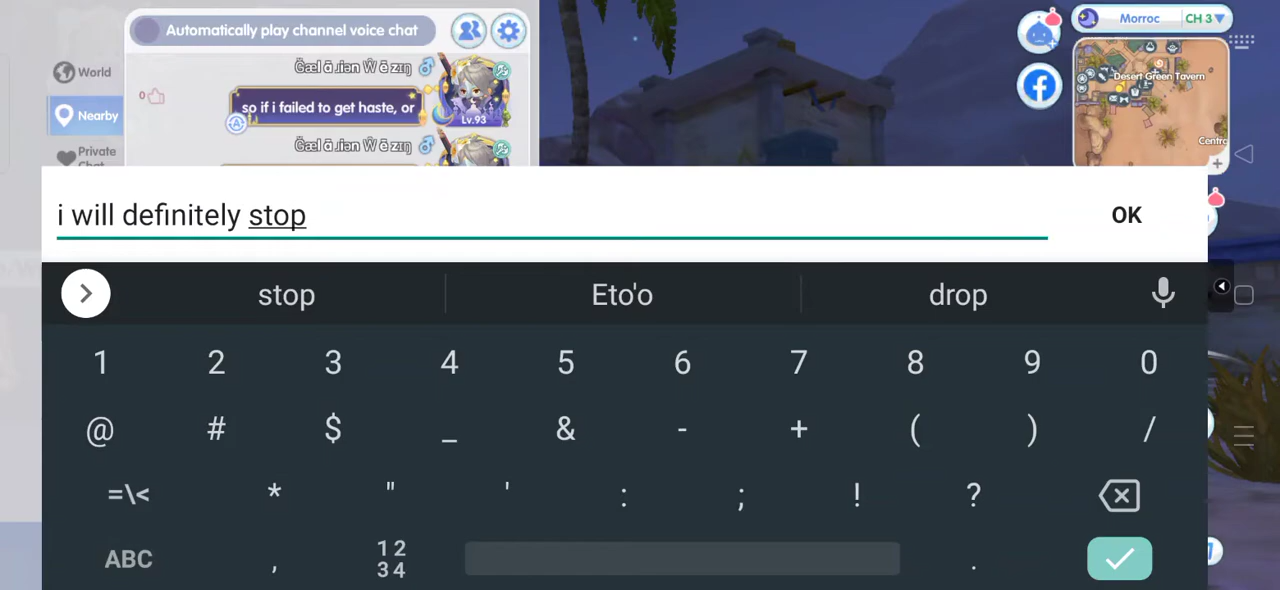 Automatically play channel voice chat
World
Nearby
Private
Chat
0
so if i failed to get haste, or
Lv.93
Morroc
CH 3▼
Desert Green Tavern
Centra
i will definitely stop
OK
stop
Eto'o
drop
1 2 3 4 5 6 7 8 9 0
@ # $ _ & - + ( ) /
=\< * " ' : ; ! ?
ABC , 12 34 .